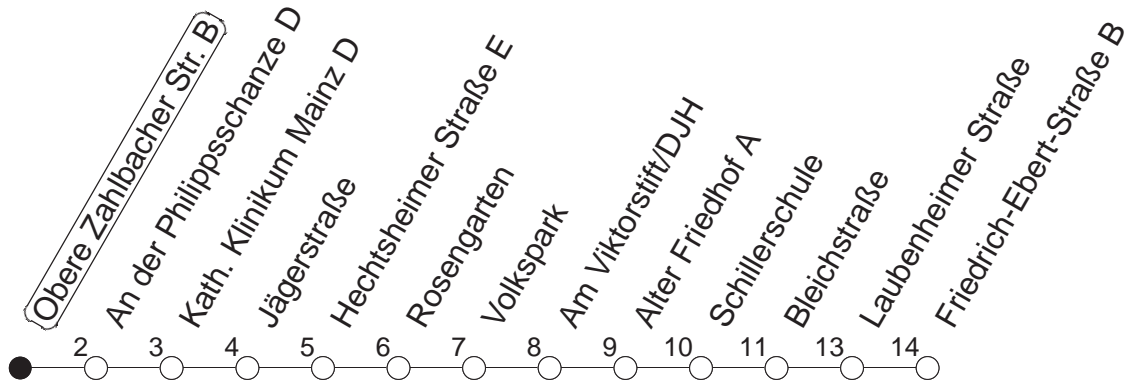 Obere Zahlbacher Str. B
An der Philippsschanze D
Kath. Klinikum Mainz D
Jägerstraße
Hechtsheimer Straße E
Rosengarten
Volkspark
Am Viktorstift/DJH
Alter Friedhof A
Schillerschule
Bleichstraße
Laubenheimer Straße
Friedrich-Ebert-Straße B
2 3 4 5 6 7 8 9 10 11 13 14